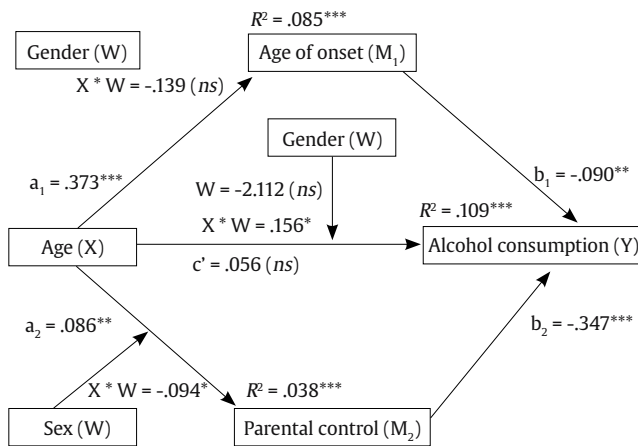 R² = .085***
Gender (W)
Age of onset (M₁)
X * W = -.139 (ns)
Gender (W)
a₁ = .373***
b₁ = -.090**
W = -2.112 (ns)
X * W = .156*
R² = .109***
Age (X)
Alcohol consumption (Y)
c’ = .056 (ns)
a₂ = .086**
b₂ = -.347***
X * W = -.094*
R² = .038***
Sex (W)
Parental control (M₂)